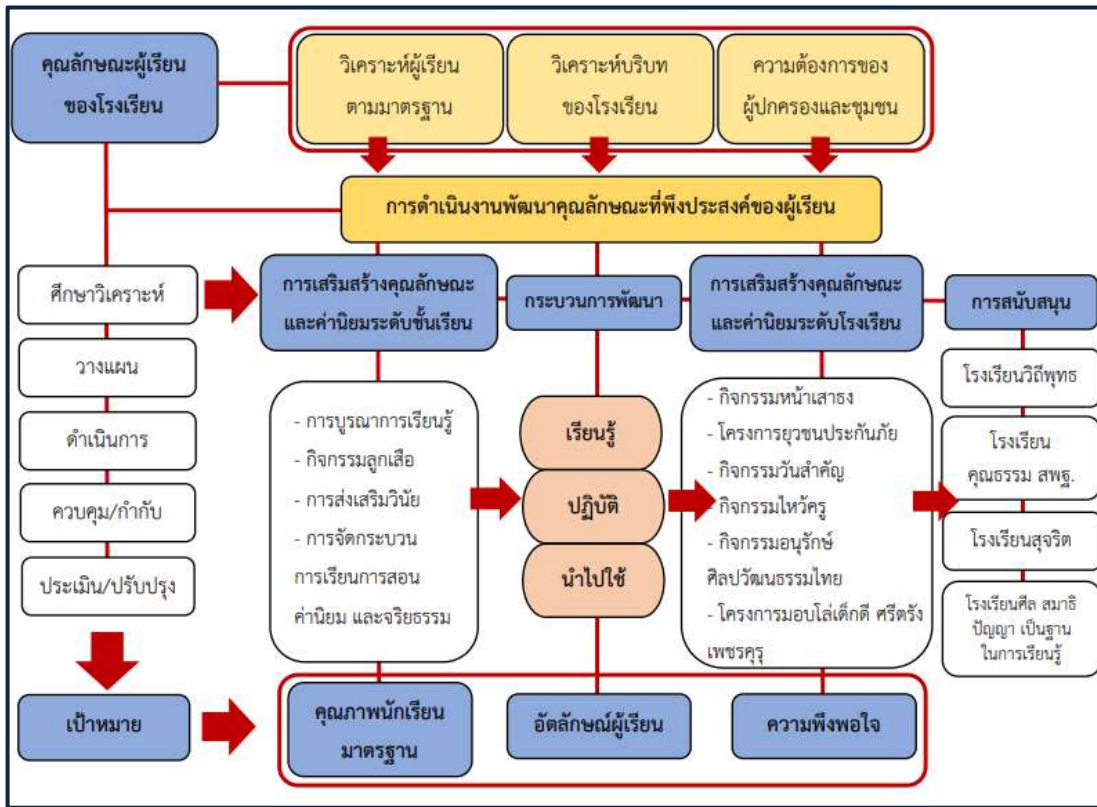 คุณลักษณะผู้เรียน
ของโรงเรียน
วิเคราะห์ผู้เรียน
ตามมาตรฐาน
วิเคราะห์บริบท
ของโรงเรียน
ความต้องการของ
ผู้ปกครองและชุมชน
การดำเนินงานพัฒนาคุณลักษณะที่พึงประสงค์ของผู้เรียน
ศึกษาวิเคราะห์
วางแผน
ดำเนินการ
ควบคุม/กำกับ
ประเมิน/ปรับปรุง
การเสริมสร้างคุณลักษณะ
และค่านิยมระดับชั้นเรียน
กระบวนการพัฒนา
การเสริมสร้างคุณลักษณะ
และค่านิยมระดับโรงเรียน
การสนับสนุน
- การบูรณาการเรียนรู้
- กิจกรรมลูกเสือ
- การส่งเสริมวินัย
- การจัดกระบวน
การเรียนการสอน
ค่านิยม และจริยธรรม
เรียนรู้
ปฏิบัติ
นำไปใช้
- กิจกรรมหน้าเสาธง
- โครงการยุวชนประกันภัย
- กิจกรรมวันสำคัญ
- กิจกรรมไหว้ครู
- กิจกรรมอนุรักษ์
ศิลปวัฒนธรรมไทย
- โครงการมอบโล่เด็กดี ศรีตรัง
เพชรคุรุ
โรงเรียนวิถีพุทธ
โรงเรียน
คุณธรรม สพฐ.
โรงเรียนสุจริต
โรงเรียนศีล สมาธิ
ปัญญา เป็นฐาน
ในการเรียนรู้
เป้าหมาย
คุณภาพนักเรียน
มาตรฐาน
อัตลักษณ์ผู้เรียน
ความพึงพอใจ